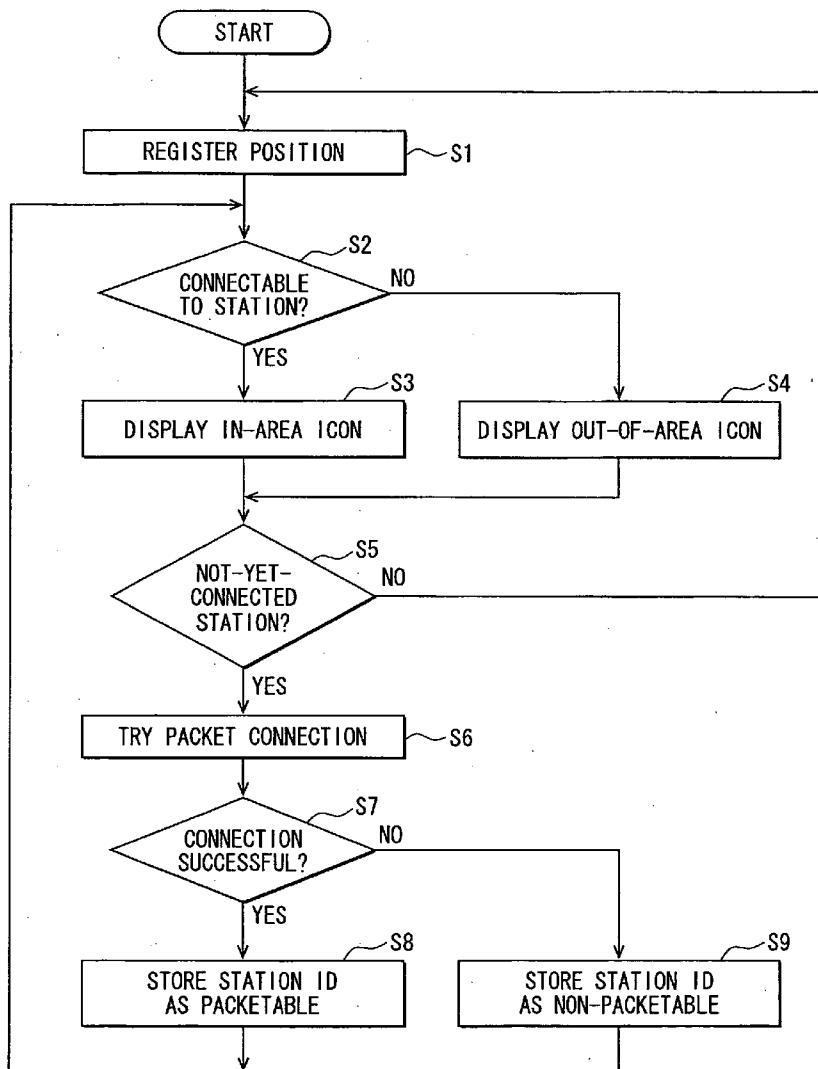 START
REGISTER POSITION
S1
S2
CONNECTABLE
TO STATION?
NO
YES
S3
DISPLAY IN-AREA ICON
S4
DISPLAY OUT-OF-AREA ICON
S5
NOT-YET-
CONNECTED
STATION?
NO
YES
TRY PACKET CONNECTION
S6
S7
CONNECTION
SUCCESSFUL?
NO
YES
S8
STORE STATION ID
AS PACKETABLE
S9
STORE STATION ID
AS NON-PACKETABLE